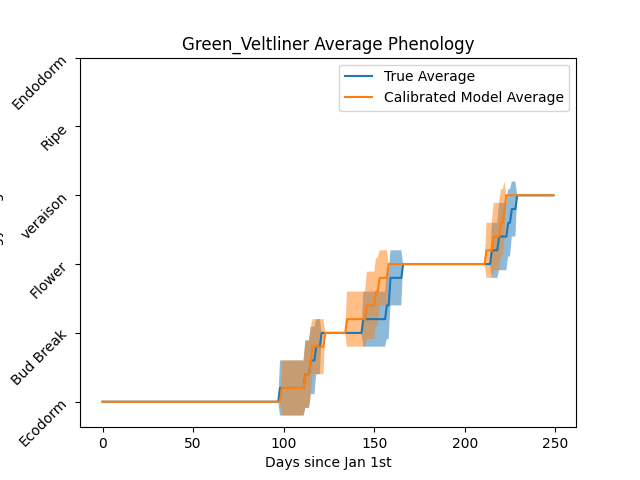 Green_Veltliner Average Phenology
True Average
Calibrated Model Average
Endodorm
Ripe
veraison
Flower
Bud Break
Ecodorm
0 50 100 150 200 250
Days since Jan 1st